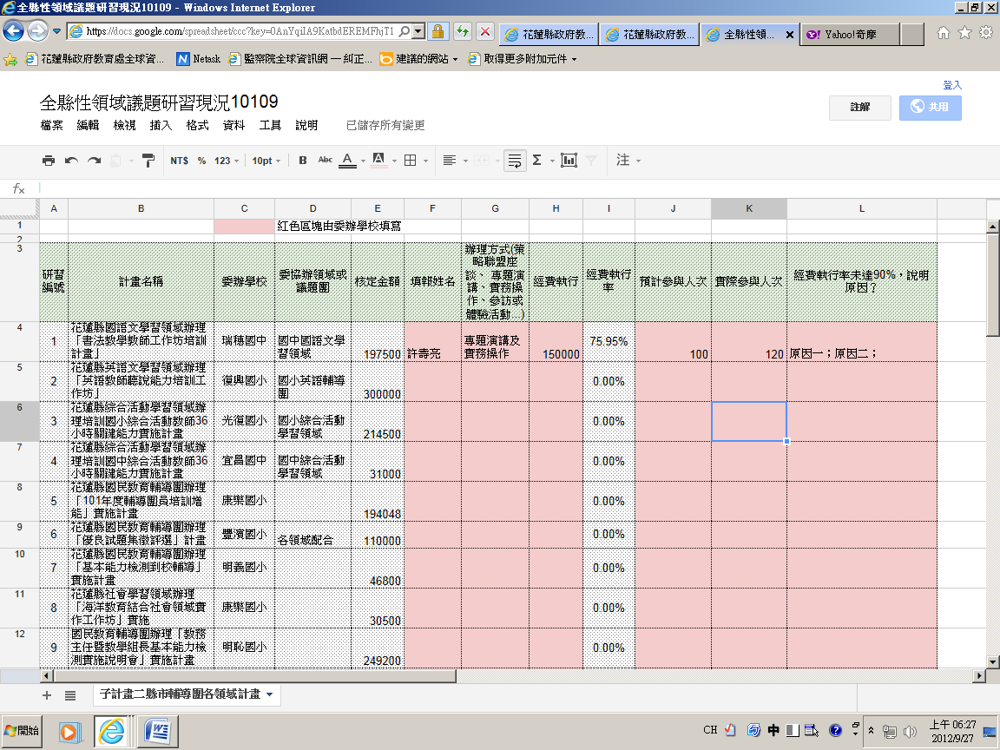 全縣性領域議題研習現況10109 - Windows Internet Explorer
https://docs.google.com/spreadsheet/ccc?key=0AnYqiIA9KatbdEREMFhjT1
花蓮縣政府教...
花蓮縣政府教...
全縣性領...
Yahoo!奇摩
花蓮縣政府教育處全球資...
Netask
監察院全球資訊網 — 糾正...
建議的網站
取得更多附加元件
登入
全縣性領域議題研習現況10109
註解
共用
檔案 編輯 檢視 插入 格式 資料 工具 說明 已儲存所有變更
NT$ % 123 10pt B Abc A A Σ 注
fx
A B C D E F G H I J K L
1 紅色區塊由委辦學校填寫
2
3
研習
編號
計畫名稱
委辦學校
委協辦領域或
議題團
核定金額
填報姓名
辦理方式(策
略聯盟座
談、 專題演
講、實務操
作、參訪或
體驗活動...)
經費執行
經費執行
率
預計參與人次
實際參與人次
經費執行率未達90%，說明
原因？
4
1
花蓮縣國語文學習領域辦理
「書法教學教師工作坊培訓
計畫」
瑞穗國中
國中國語文學
習領域
197500
許壽亮
專題演講及
實務操作
150000
75.95%
100
120
原因一；原因二；
5
2
花蓮縣英語文學習領域辦理
「英語教師聽說能力培訓工
作坊」
復興國小
國小英語輔導
團
300000
0.00%
6
3
花蓮縣綜合活動學習領域辦
理培訓國小綜合活動教師36
小時關鍵能力實施計畫
光復國小
國小綜合活動
學習領域
214500
0.00%
7
4
花蓮縣綜合活動學習領域辦
理培訓國中綜合活動教師36
小時關鍵能力實施計畫
宜昌國中
國中綜合活動
學習領域
31000
0.00%
8
5
花蓮縣國民教育輔導團辦理
「101年度輔導團員培訓增
能」實施計畫
康樂國小
194048
0.00%
9
6
花蓮縣國民教育輔導團辦理
「優良試題集徵評選」計畫
豐濱國小
各領域配合
110000
0.00%
10
7
花蓮縣國民教育輔導團辦理
「基本能力檢測到校輔導」
實施計畫
明義國小
46800
0.00%
11
8
花蓮縣社會學習領域辦理
「海洋教育結合社會領域實
作工作坊」實施
康樂國小
30500
0.00%
12
9
國民教育輔導團辦理「教務
主任暨教學組長基本能力檢
測實施說明會」實施計畫
明恥國小
249200
0.00%
子計畫二縣市輔導團各領域計畫
開始
CH
中
上午 06:27
2012/9/27